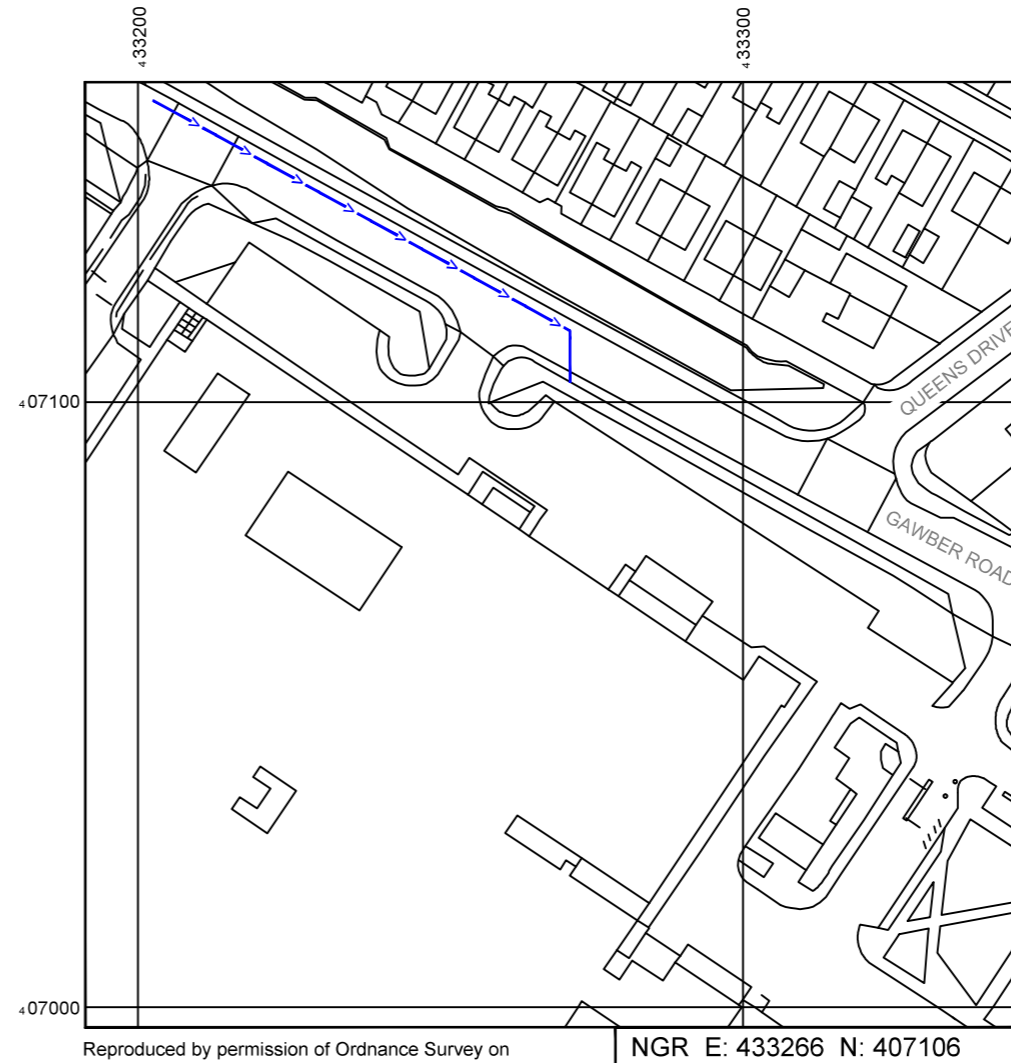 433200
433300
407100
407000
QUEENS DRIVE
GAWBER ROAD
Reproduced by permission of Ordnance Survey on
NGR E: 433266 N: 407106